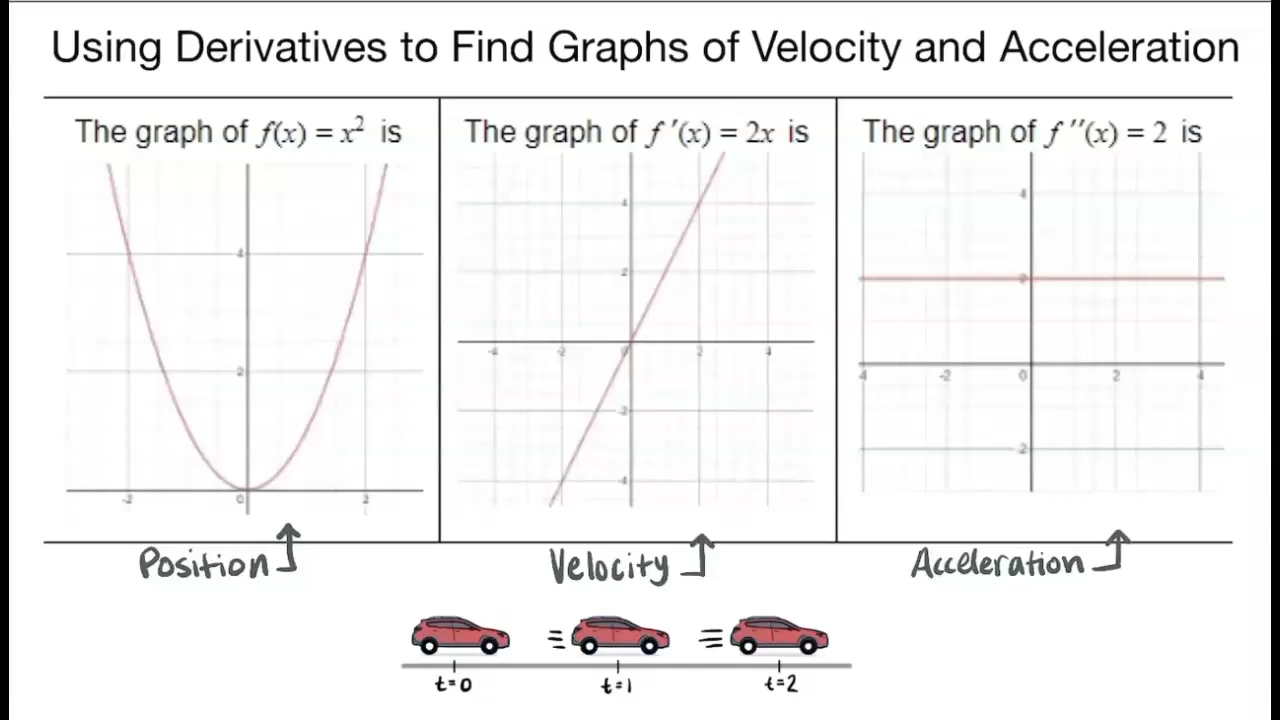 Using Derivatives to Find Graphs of Velocity and Acceleration
The graph of f(x) = x² is
4
2
-2
0
2
The graph of f ′(x) = 2x is
4
2
-4
-2
0
2
4
-2
-4
The graph of f ″(x) = 2 is
4
2
4
-2
0
2
4
-2
Position
Velocity
Acceleration
t=0
t=1
t=2